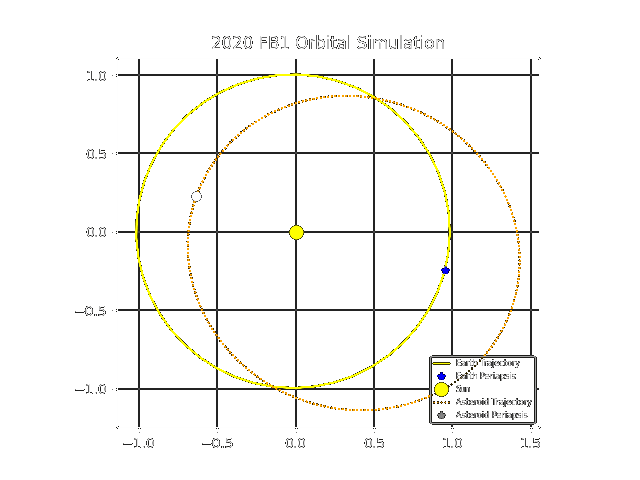 2020 FB1 Orbital Simulation
1.0
0.5
0.0
−0.5
−1.0
−1.0 −0.5 0.0 0.5 1.0 1.5
Earth Trajectory
Earth Periapsis
Sun
Asteroid Trajectory
Asteroid Periapsis